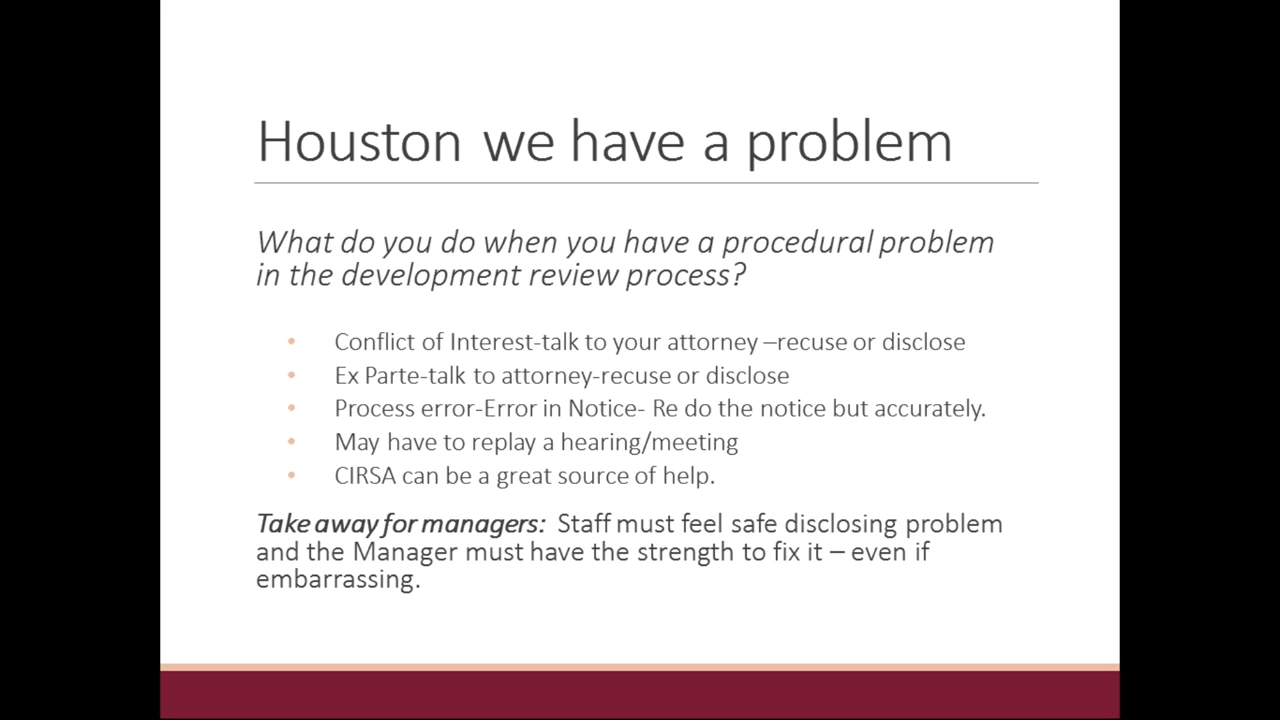 Houston we have a problem
What do you do when you have a procedural problem
in the development review process?
• Conflict of Interest-talk to your attorney –recuse or disclose
• Ex Parte-talk to attorney-recuse or disclose
• Process error-Error in Notice- Re do the notice but accurately.
• May have to replay a hearing/meeting
• CIRSA can be a great source of help.
Take away for managers: Staff must feel safe disclosing problem
and the Manager must have the strength to fix it – even if
embarrassing.